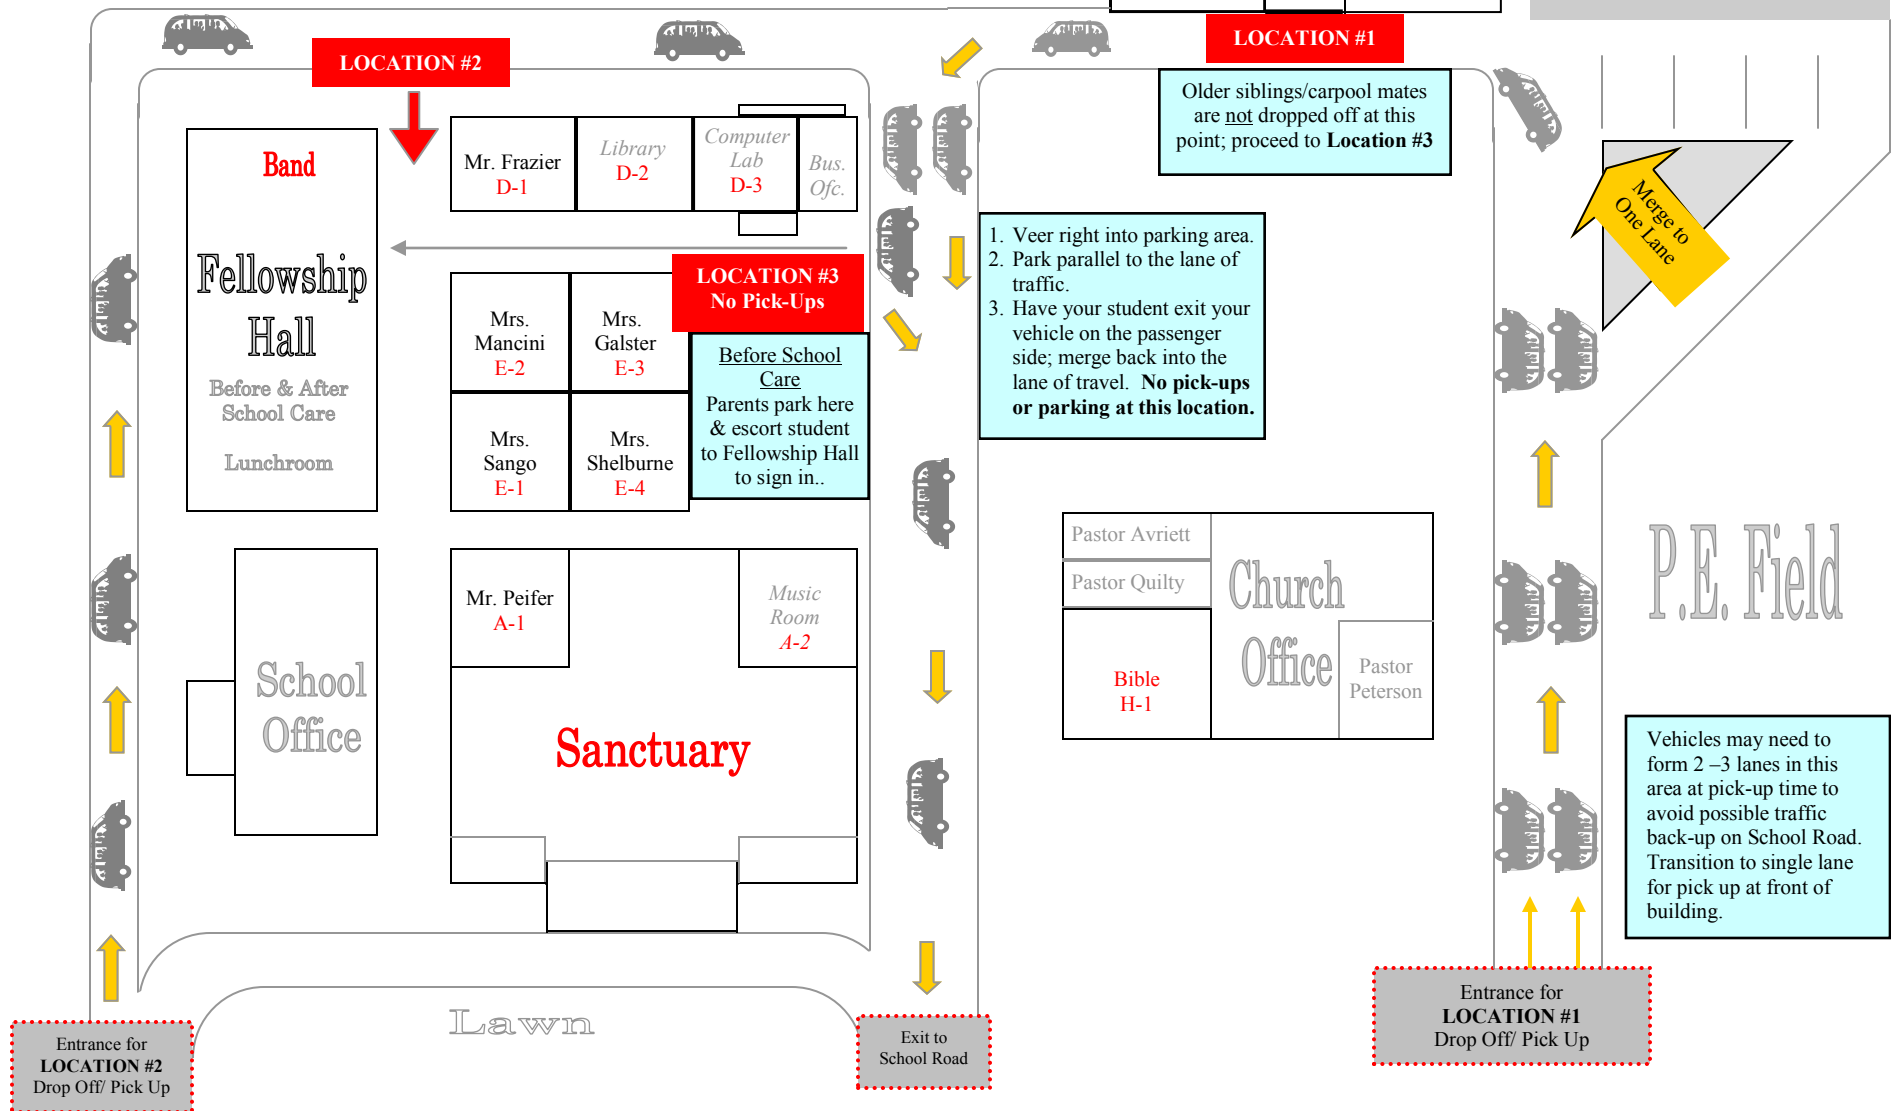 LOCATION #2
LOCATION #1
Older siblings/carpool mates
are not dropped off at this
point; proceed to Location #3
Band
Fellowship
Hall
Before & After
School Care
Lunchroom
Mr. Frazier
D-1
Library
D-2
Computer
Lab
D-3
Bus.
Ofc.
Merge to
One Lane
LOCATION #3
No Pick-Ups
Before School
Care
Parents park here
& escort student
to Fellowship Hall
to sign in..
1. Veer right into parking area.
2. Park parallel to the lane of
traffic.
3. Have your student exit your
vehicle on the passenger
side; merge back into the
lane of travel. No pick-ups
or parking at this location.
Mrs.
Mancini
E-2
Mrs.
Galster
E-3
Mrs.
Sango
E-1
Mrs.
Shelburne
E-4
School
Office
Mr. Peifer
A-1
Music
Room
A-2
Sanctuary
Pastor Avriett
Pastor Quilty
Church
Office
Bible
H-1
Pastor
Peterson
P.E. Field
Vehicles may need to
form 2 –3 lanes in this
area at pick-up time to
avoid possible traffic
back-up on School Road.
Transition to single lane
for pick up at front of
building.
Lawn
Entrance for
LOCATION #2
Drop Off/ Pick Up
Exit to
School Road
Entrance for
LOCATION #1
Drop Off/ Pick Up